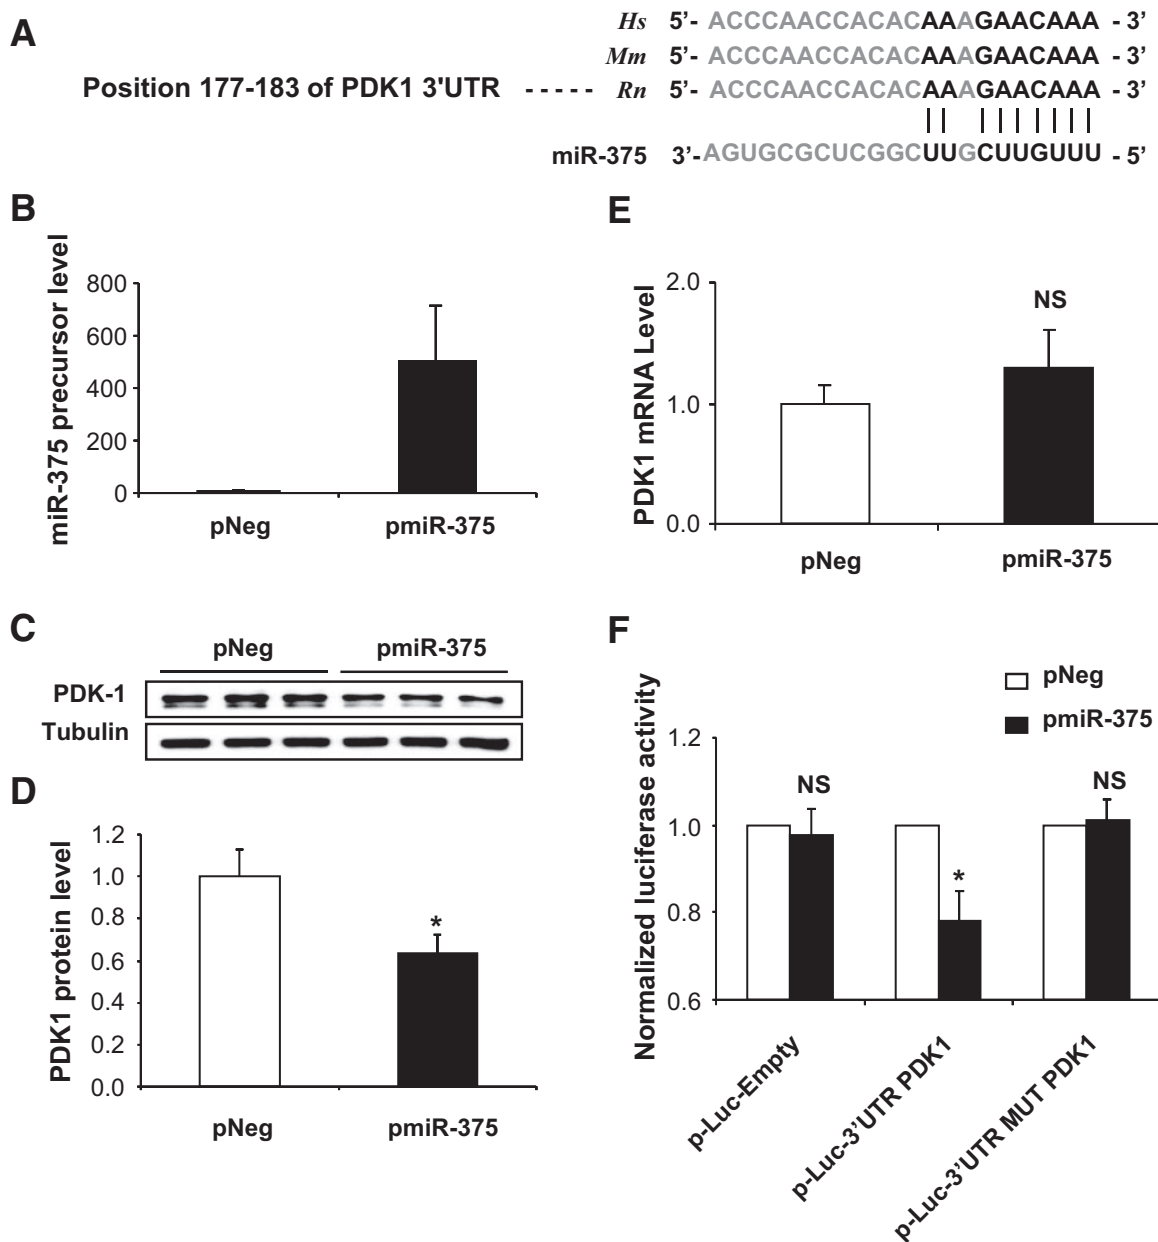 A
Hs 5'- ACCCAACCACACAAAGAACAAA - 3'
Mm 5'- ACCCAACCACACAAAGAACAAA - 3'
Position 177-183 of PDK1 3'UTR ----- Rn 5'- ACCCAACCACACAAAGAACAAA - 3'
miR-375 3'-AGUGCGCUCGGCUUGCUUGUUU - 5'
B
miR-375 precursor level
800
600
400
200
0
pNeg pmiR-375
E
PDK1 mRNA Level
2.0
1.0
0.0
NS
pNeg pmiR-375
C
pNeg pmiR-375
PDK-1
Tubulin
D
PDK1 protein level
1.2
1.0
0.8
0.6
0.4
0.2
0.0
*
pNeg pmiR-375
F
pNeg
pmiR-375
Normalized luciferase activity
1.2
1.0
0.8
0.6
NS
*
NS
p-Luc-Empty
p-Luc-3'UTR PDK1
p-Luc-3'UTR MUT PDK1